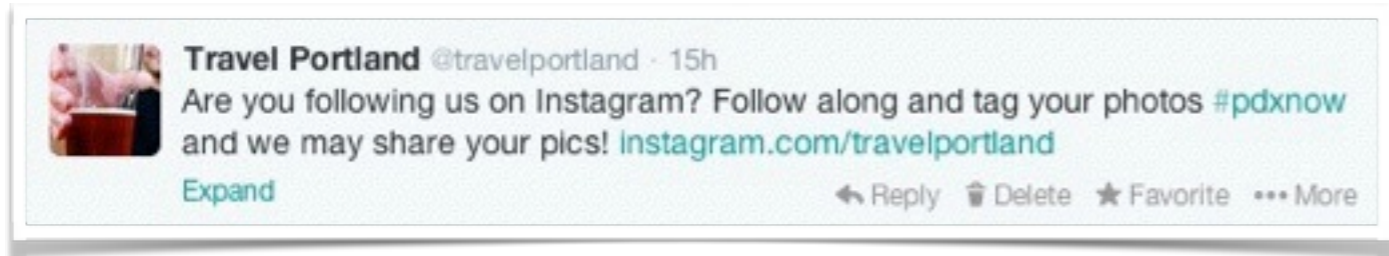 Travel Portland @travelportland · 15h
Are you following us on Instagram? Follow along and tag your photos #pdxnow
and we may share your pics! instagram.com/travelportland
Expand Reply Delete Favorite More